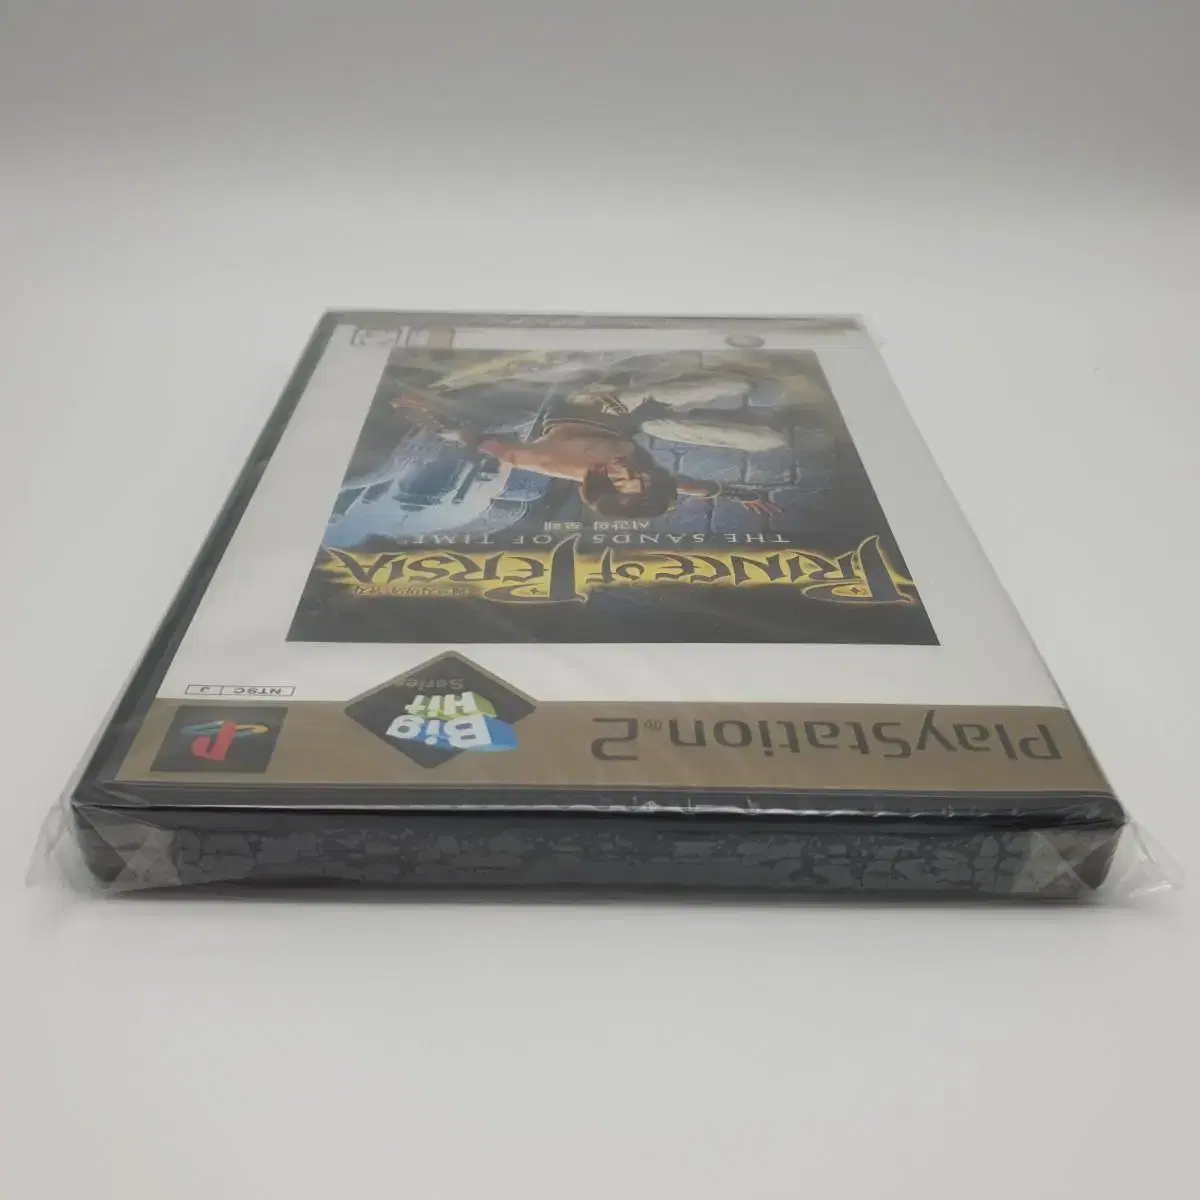 PlayStation®2
Big
Hit
Series
NTSC J
PRINCE OF PERSIA
THE SANDS OF TIME
시간의 모래